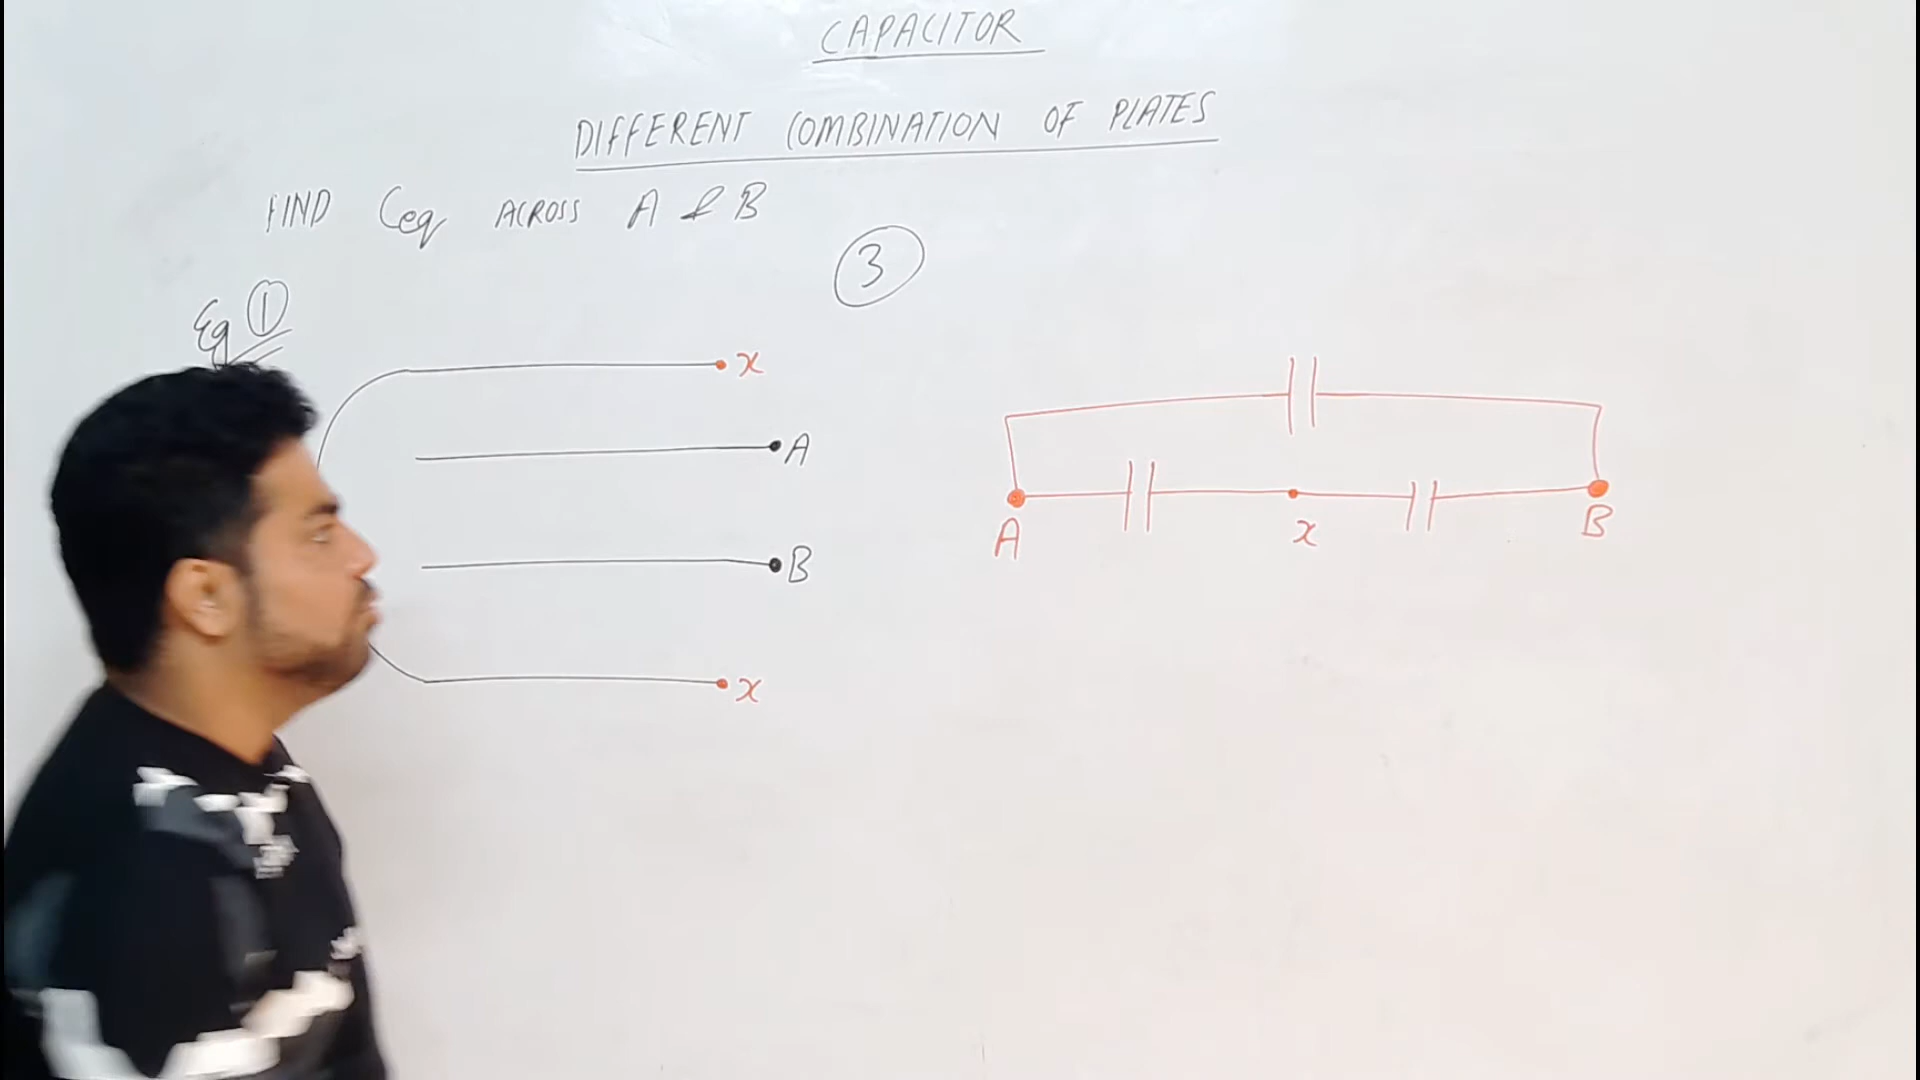 CAPACITOR
DIFFERENT COMBINATION OF PLATES
FIND Ceq ACROSS A & B
3
Eg 1
x
A
B
x
A x B